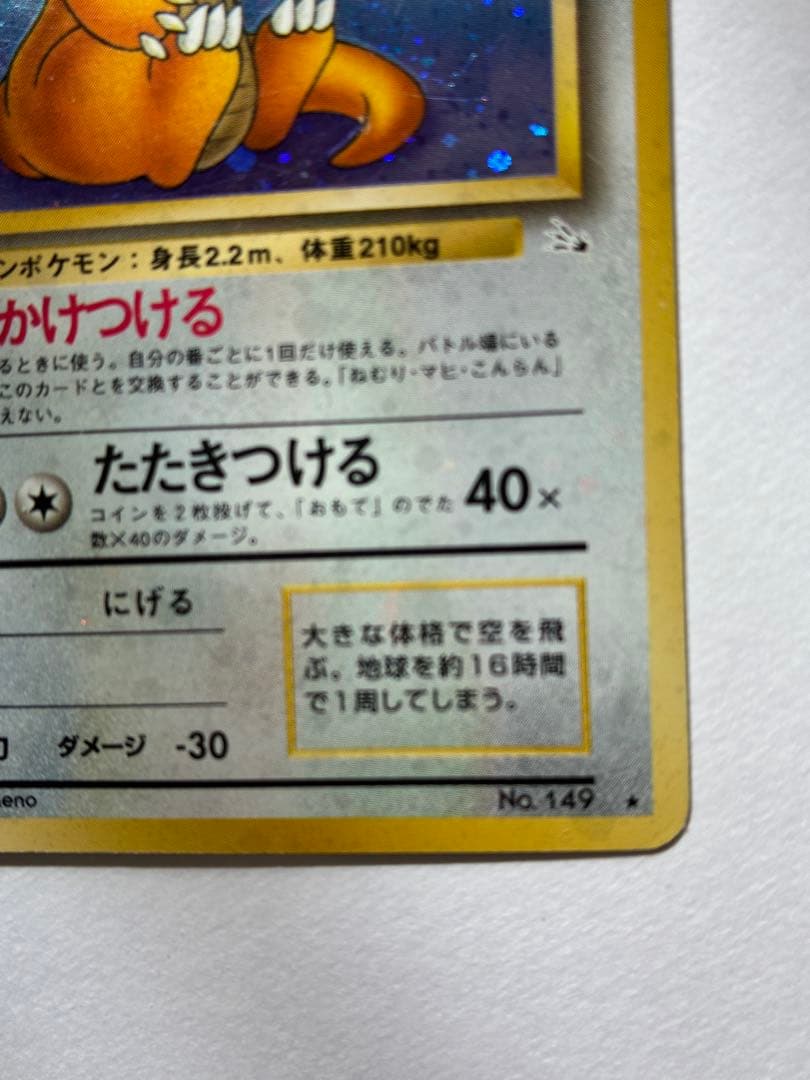 ンポケモン：身長2.2m、体重210kg
かけつける
るときに使う。自分の番ごとに1回だけ使える。バトル場にいる
このカードとを交換することができる。「ねむり・マヒ・こんらん」
えない。
たたきつける 40×
コインを2枚投げて、「おもて」のでた
数×40のダメージ。
にげる
大きな体格で空を飛
ぶ。地球を約16時間
で1周してしまう。
ダメージ -30
eno No. 149 ★